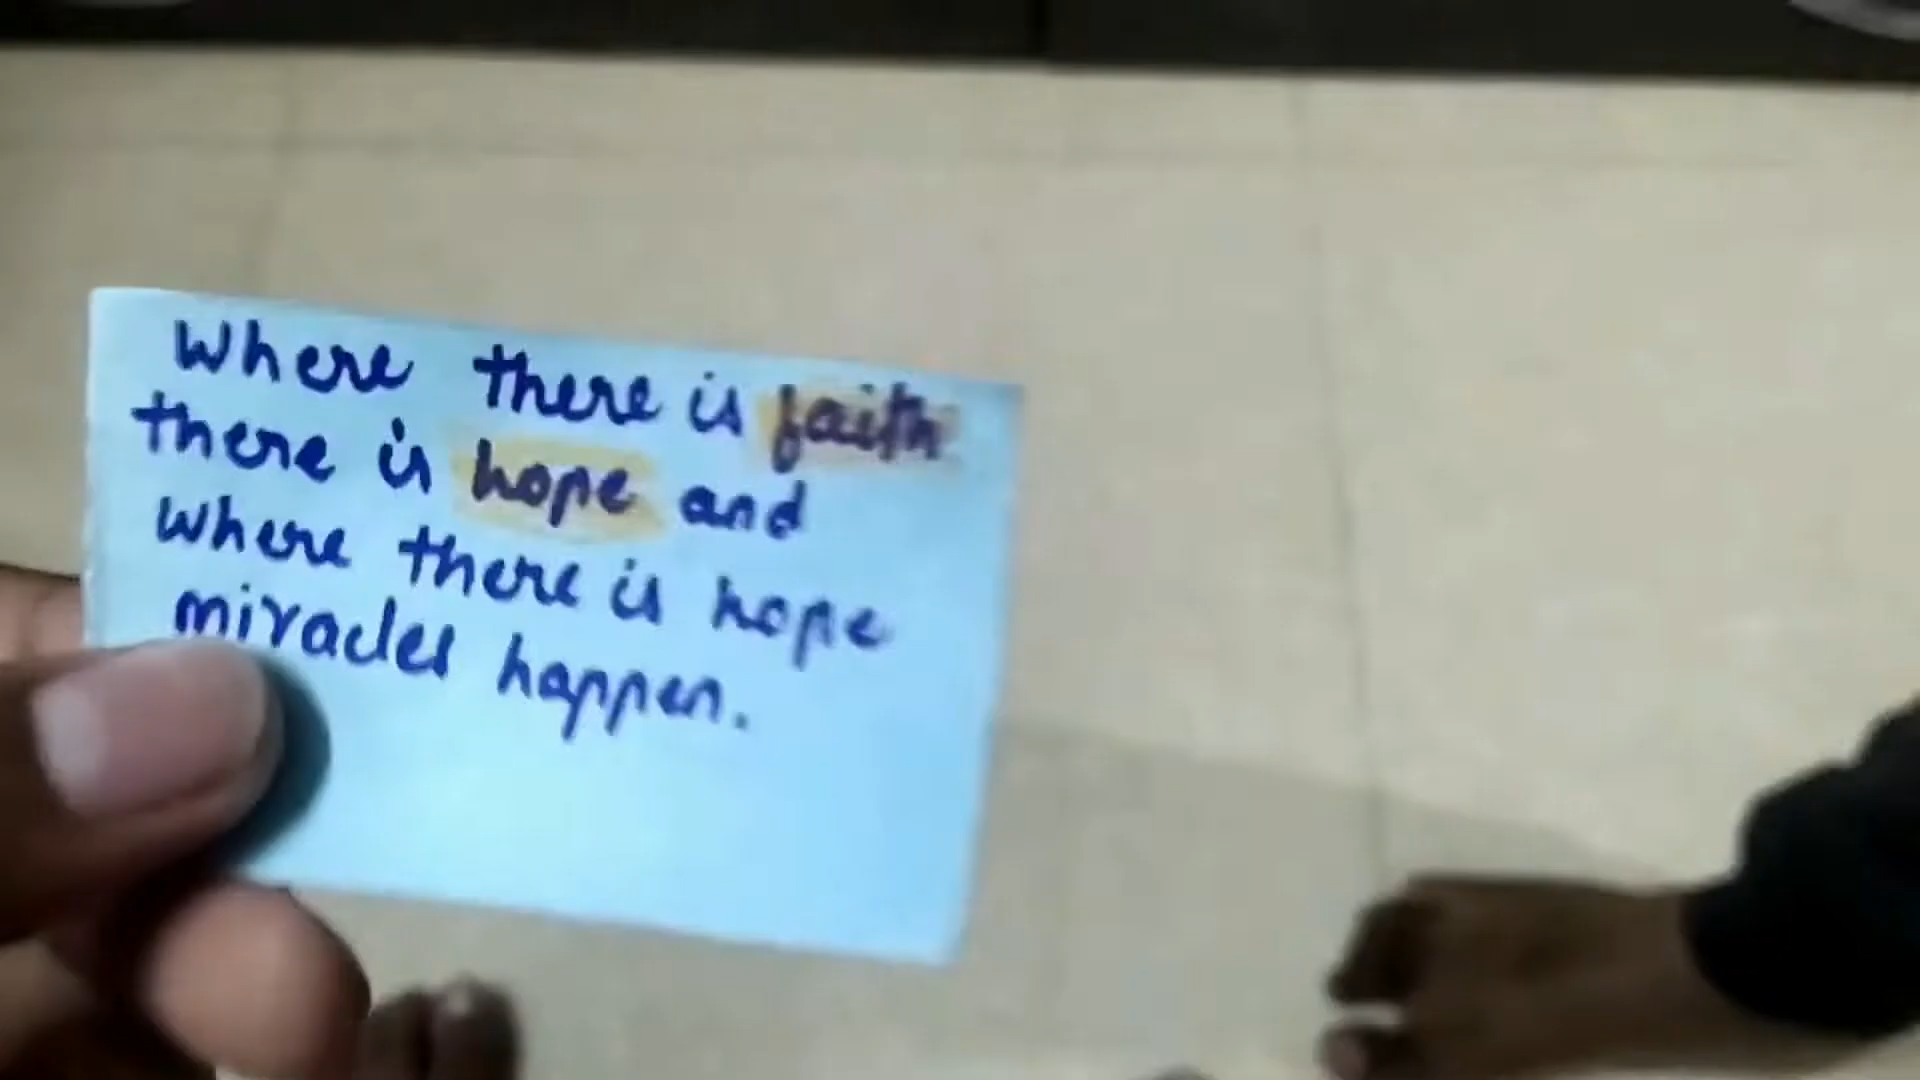 Where there is faith
there is hope and
where there is hope
miracles happen.